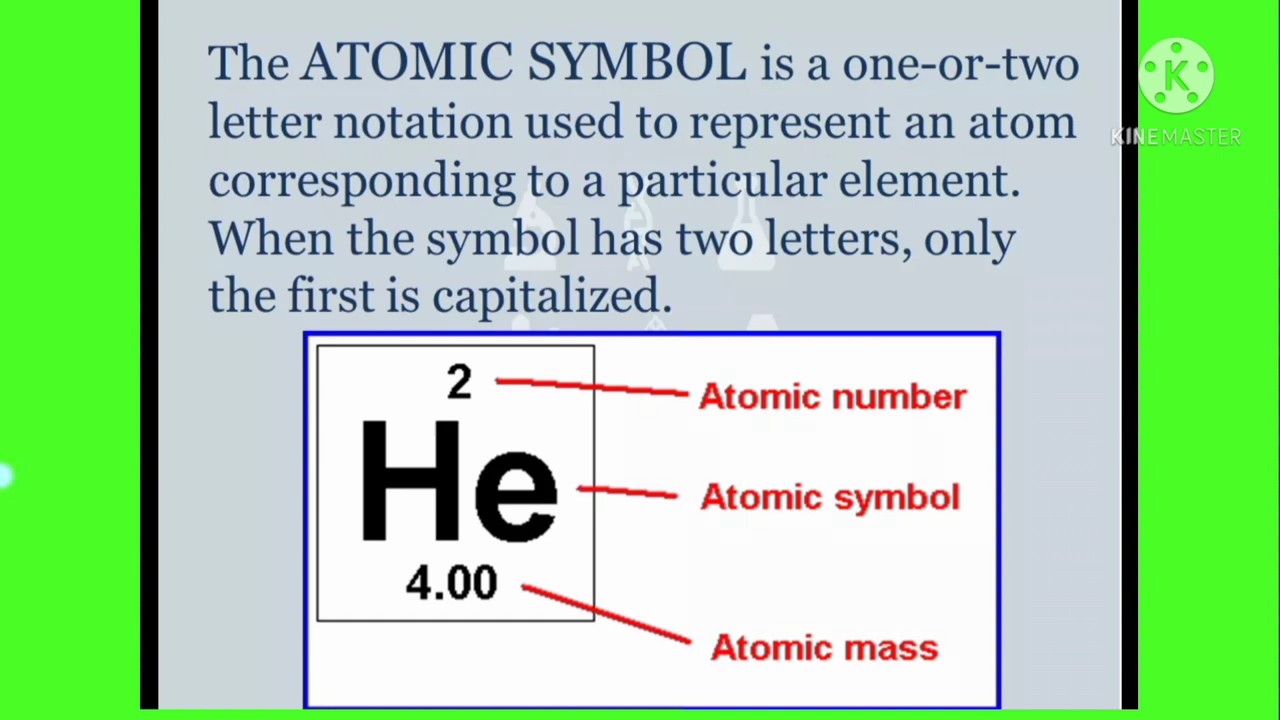 The ATOMIC SYMBOL is a one-or-two
letter notation used to represent an atom
corresponding to a particular element.
When the symbol has two letters, only
the first is capitalized.
K
KINEMASTER
2
Atomic number
He
Atomic symbol
4.00
Atomic mass